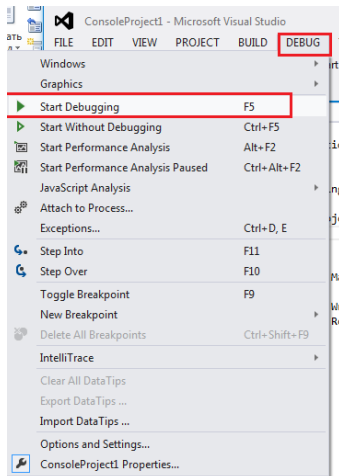 ConsoleProject1 - Microsoft Visual Studio
ать
FILE EDIT VIEW PROJECT BUILD DEBUG
Windows
Graphics
Start Debugging F5
Start Without Debugging Ctrl+F5
Start Performance Analysis Alt+F2
Start Performance Analysis Paused Ctrl+Alt+F2
JavaScript Analysis
Attach to Process...
Exceptions... Ctrl+D, E
Step Into F11
Step Over F10
Toggle Breakpoint F9
New Breakpoint
Delete All Breakpoints Ctrl+Shift+F9
IntelliTrace
Clear All DataTips
Export DataTips ...
Import DataTips ...
Options and Settings...
ConsoleProject1 Properties...